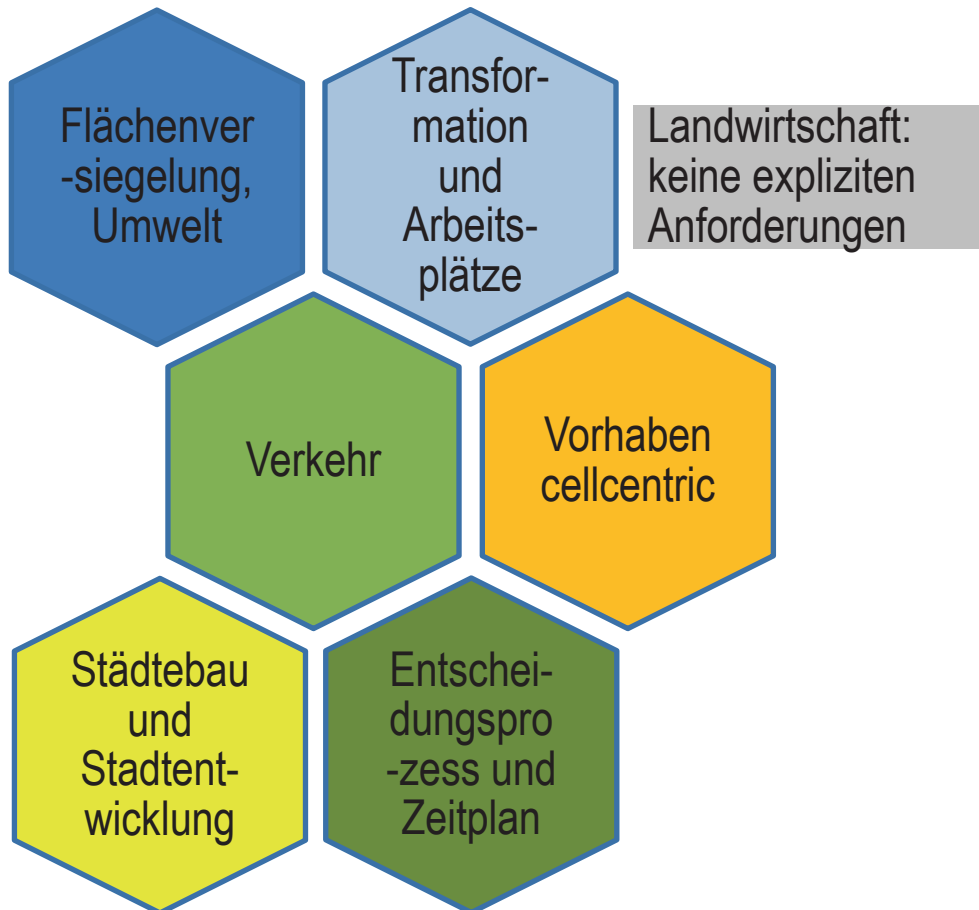 Flächenver
-siegelung,
Umwelt
Transfor-
mation
und
Arbeits-
plätze
Landwirtschaft:
keine expliziten
Anforderungen
Verkehr
Vorhaben
cellcentric
Städtebau
und
Stadtent-
wicklung
Entschei-
dungspro
-zess und
Zeitplan